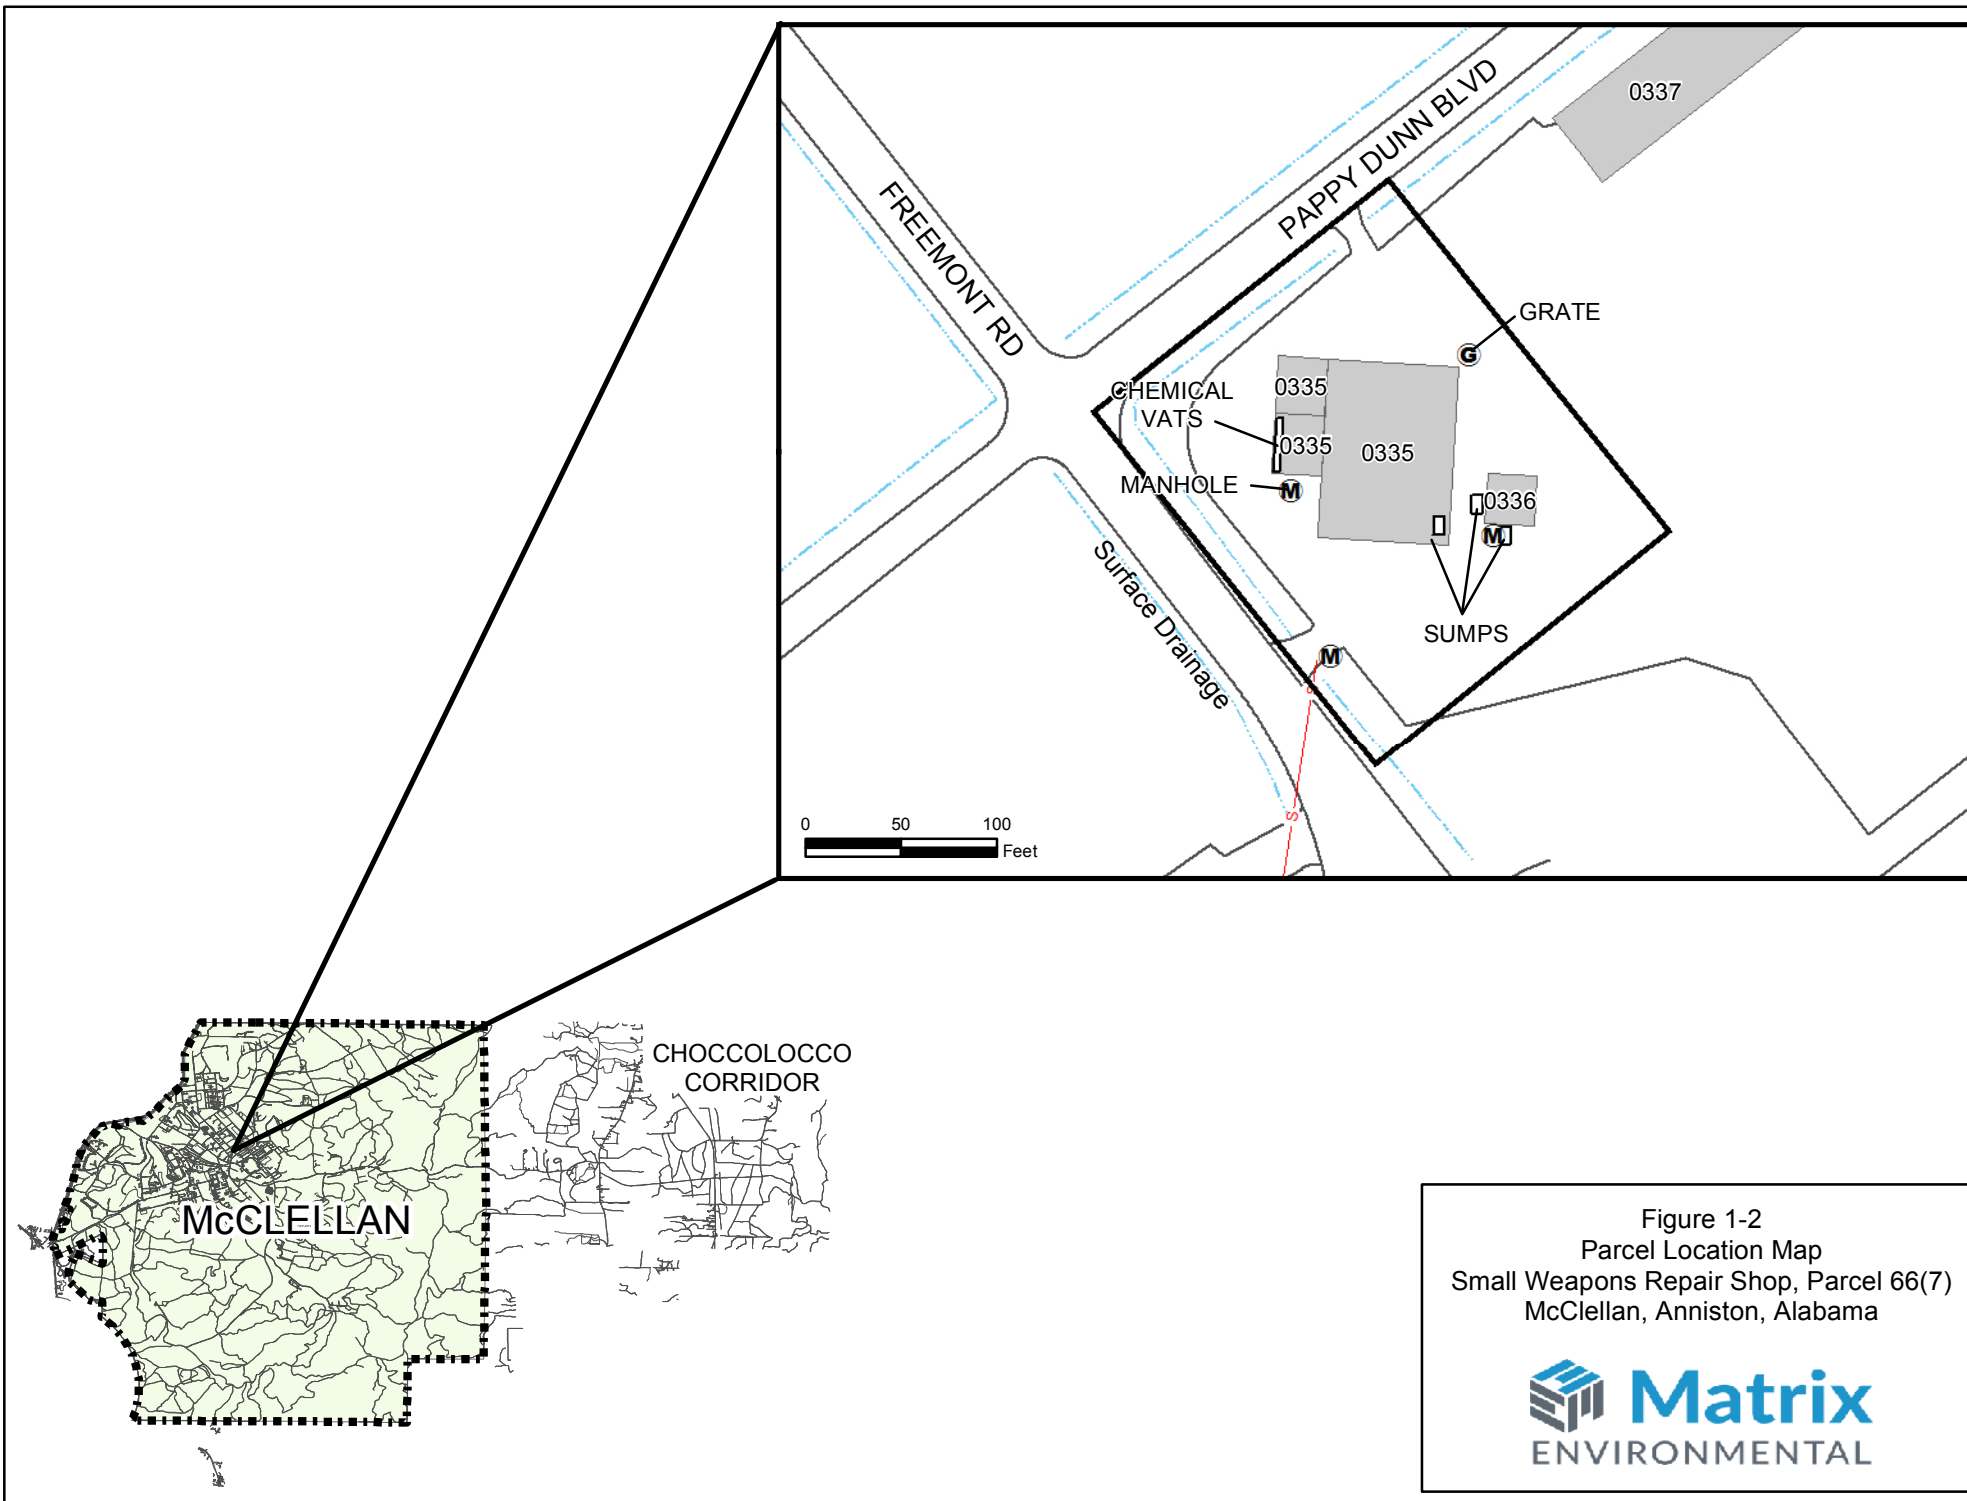 0337
PAPPY DUNN BLVD
FREEMONT RD
GRATE
G
CHEMICAL
VATS
0335
0335
0335
MANHOLE
M
0336
M
SUMPS
Surface Drainage
M
S
S
0 50 100
Feet
CHOCCOLOCCO
CORRIDOR
McCLELLAN
Figure 1-2
Parcel Location Map
Small Weapons Repair Shop, Parcel 66(7)
McClellan, Anniston, Alabama
Matrix
ENVIRONMENTAL